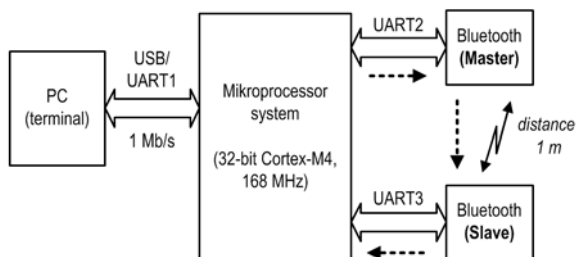 PC
(terminal)
USB/
UART1
1 Mb/s
Mikroprocessor
system
(32-bit Cortex-M4,
168 MHz)
UART2
Bluetooth
(Master)
distance
1 m
UART3
Bluetooth
(Slave)